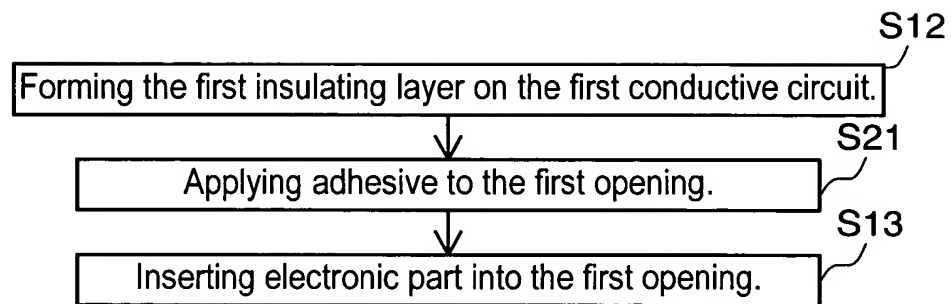 S12
Forming the first insulating layer on the first conductive circuit.
S21
Applying adhesive to the first opening.
S13
Inserting electronic part into the first opening.